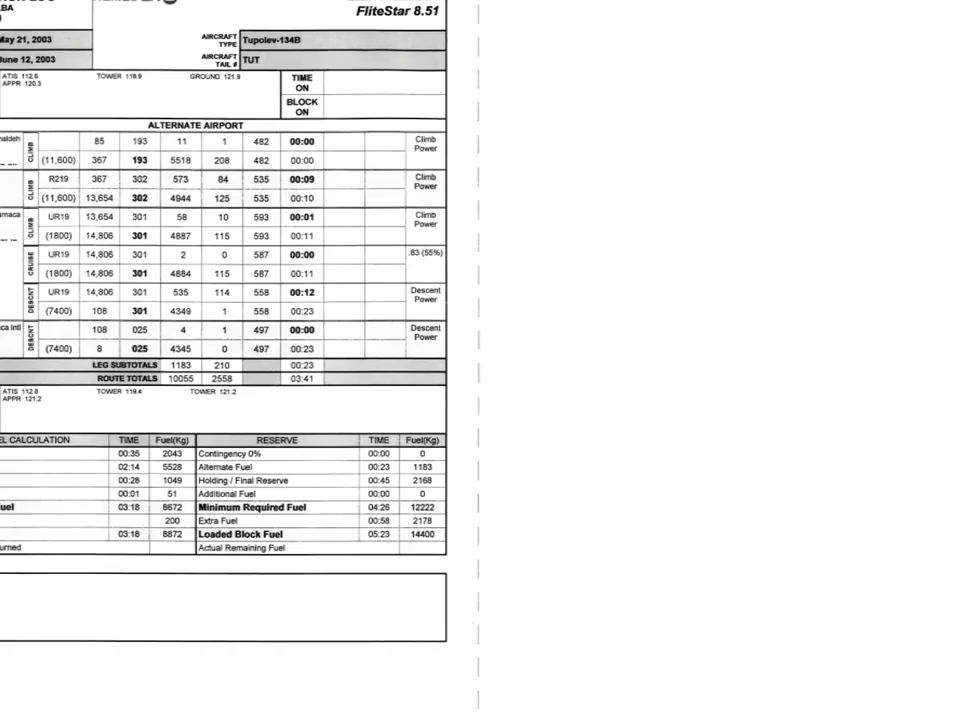 LBA
FliteStar 8.51
May 21, 2003
AIRCRAFT TYPE Tupolev-134B
June 12, 2003
AIRCRAFT TAIL # TUT
ATIS 112.6 TOWER 118.9 GROUND 121.9 TIME ON
APPR 120.3
BLOCK ON
ALTERNATE AIRPORT
CLIMB 85 193 11 1 482 00:00 Climb Power
(11,600) 367 193 5518 208 482 00:00
CLIMB R219 367 302 573 84 535 00:09 Climb Power
(11,600) 13,654 302 4944 125 535 00:10
CLIMB UR19 13,654 301 58 10 593 00:01 Climb Power
(1800) 14,806 301 4887 115 593 00:11
CRUISE UR19 14,806 301 2 0 587 00:00 .83 (55%)
(1800) 14,806 301 4884 115 587 00:11
DESCNT UR19 14,806 301 535 114 558 00:12 Descent Power
(7400) 108 301 4349 1 558 00:23
ca Intl DESCNT 108 025 4 1 497 00:00 Descent Power
(7400) 8 025 4345 0 497 00:23
LEG SUBTOTALS 1183 210 00:23
ROUTE TOTALS 10055 2558 03:41
ATIS 112.8 TOWER 119.4 TOWER 121.2
APPR 121.2
EL CALCULATION TIME Fuel(Kg) RESERVE TIME Fuel(Kg)
00:35 2043 Contingency 0% 00:00 0
02:14 5528 Alternate Fuel 00:23 1183
00:28 1049 Holding / Final Reserve 00:45 2168
00:01 51 Additional Fuel 00:00 0
uel 03:18 8672 Minimum Required Fuel 04:26 12222
200 Extra Fuel 00:58 2178
03:18 8872 Loaded Block Fuel 05:23 14400
urned Actual Remaining Fuel